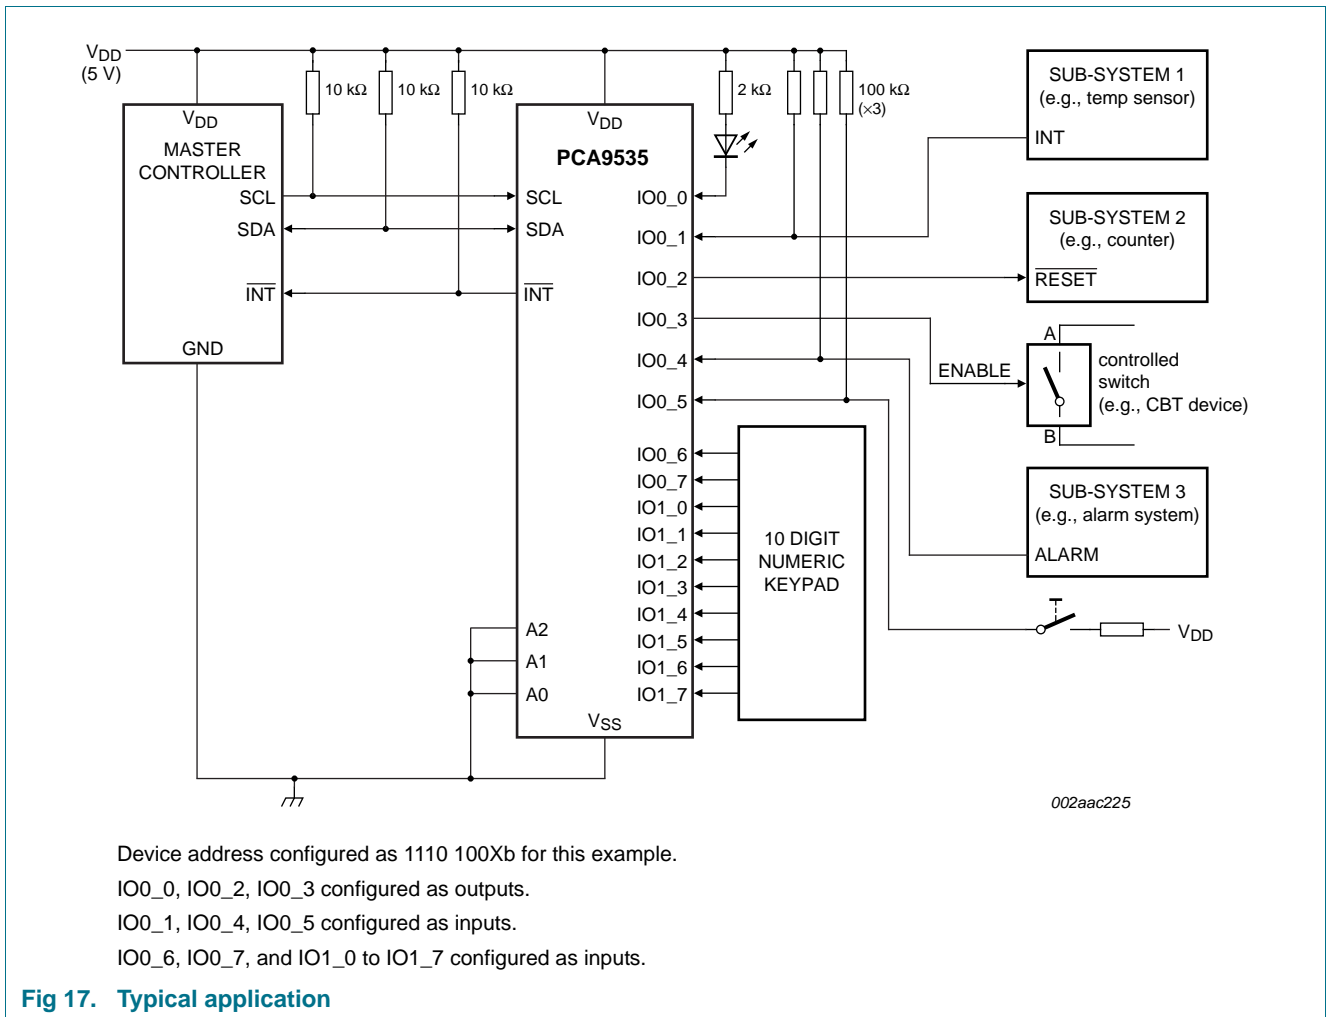 VDD
(5 V)
10 kΩ
10 kΩ
10 kΩ
2 kΩ
100 kΩ
(×3)
VDD
MASTER
CONTROLLER
SCL
SDA
INT
GND
VDD
PCA9535
SCL
SDA
INT
A2
A1
A0
VSS
IO0_0
IO0_1
IO0_2
IO0_3
IO0_4
IO0_5
IO0_6
IO0_7
IO1_0
IO1_1
IO1_2
IO1_3
IO1_4
IO1_5
IO1_6
IO1_7
10 DIGIT
NUMERIC
KEYPAD
SUB-SYSTEM 1
(e.g., temp sensor)
INT
SUB-SYSTEM 2
(e.g., counter)
RESET
A
ENABLE
controlled
switch
(e.g., CBT device)
B
SUB-SYSTEM 3
(e.g., alarm system)
ALARM
VDD
002aac225
Device address configured as 1110 100Xb for this example.
IO0_0, IO0_2, IO0_3 configured as outputs.
IO0_1, IO0_4, IO0_5 configured as inputs.
IO0_6, IO0_7, and IO1_0 to IO1_7 configured as inputs.
Fig 17. Typical application